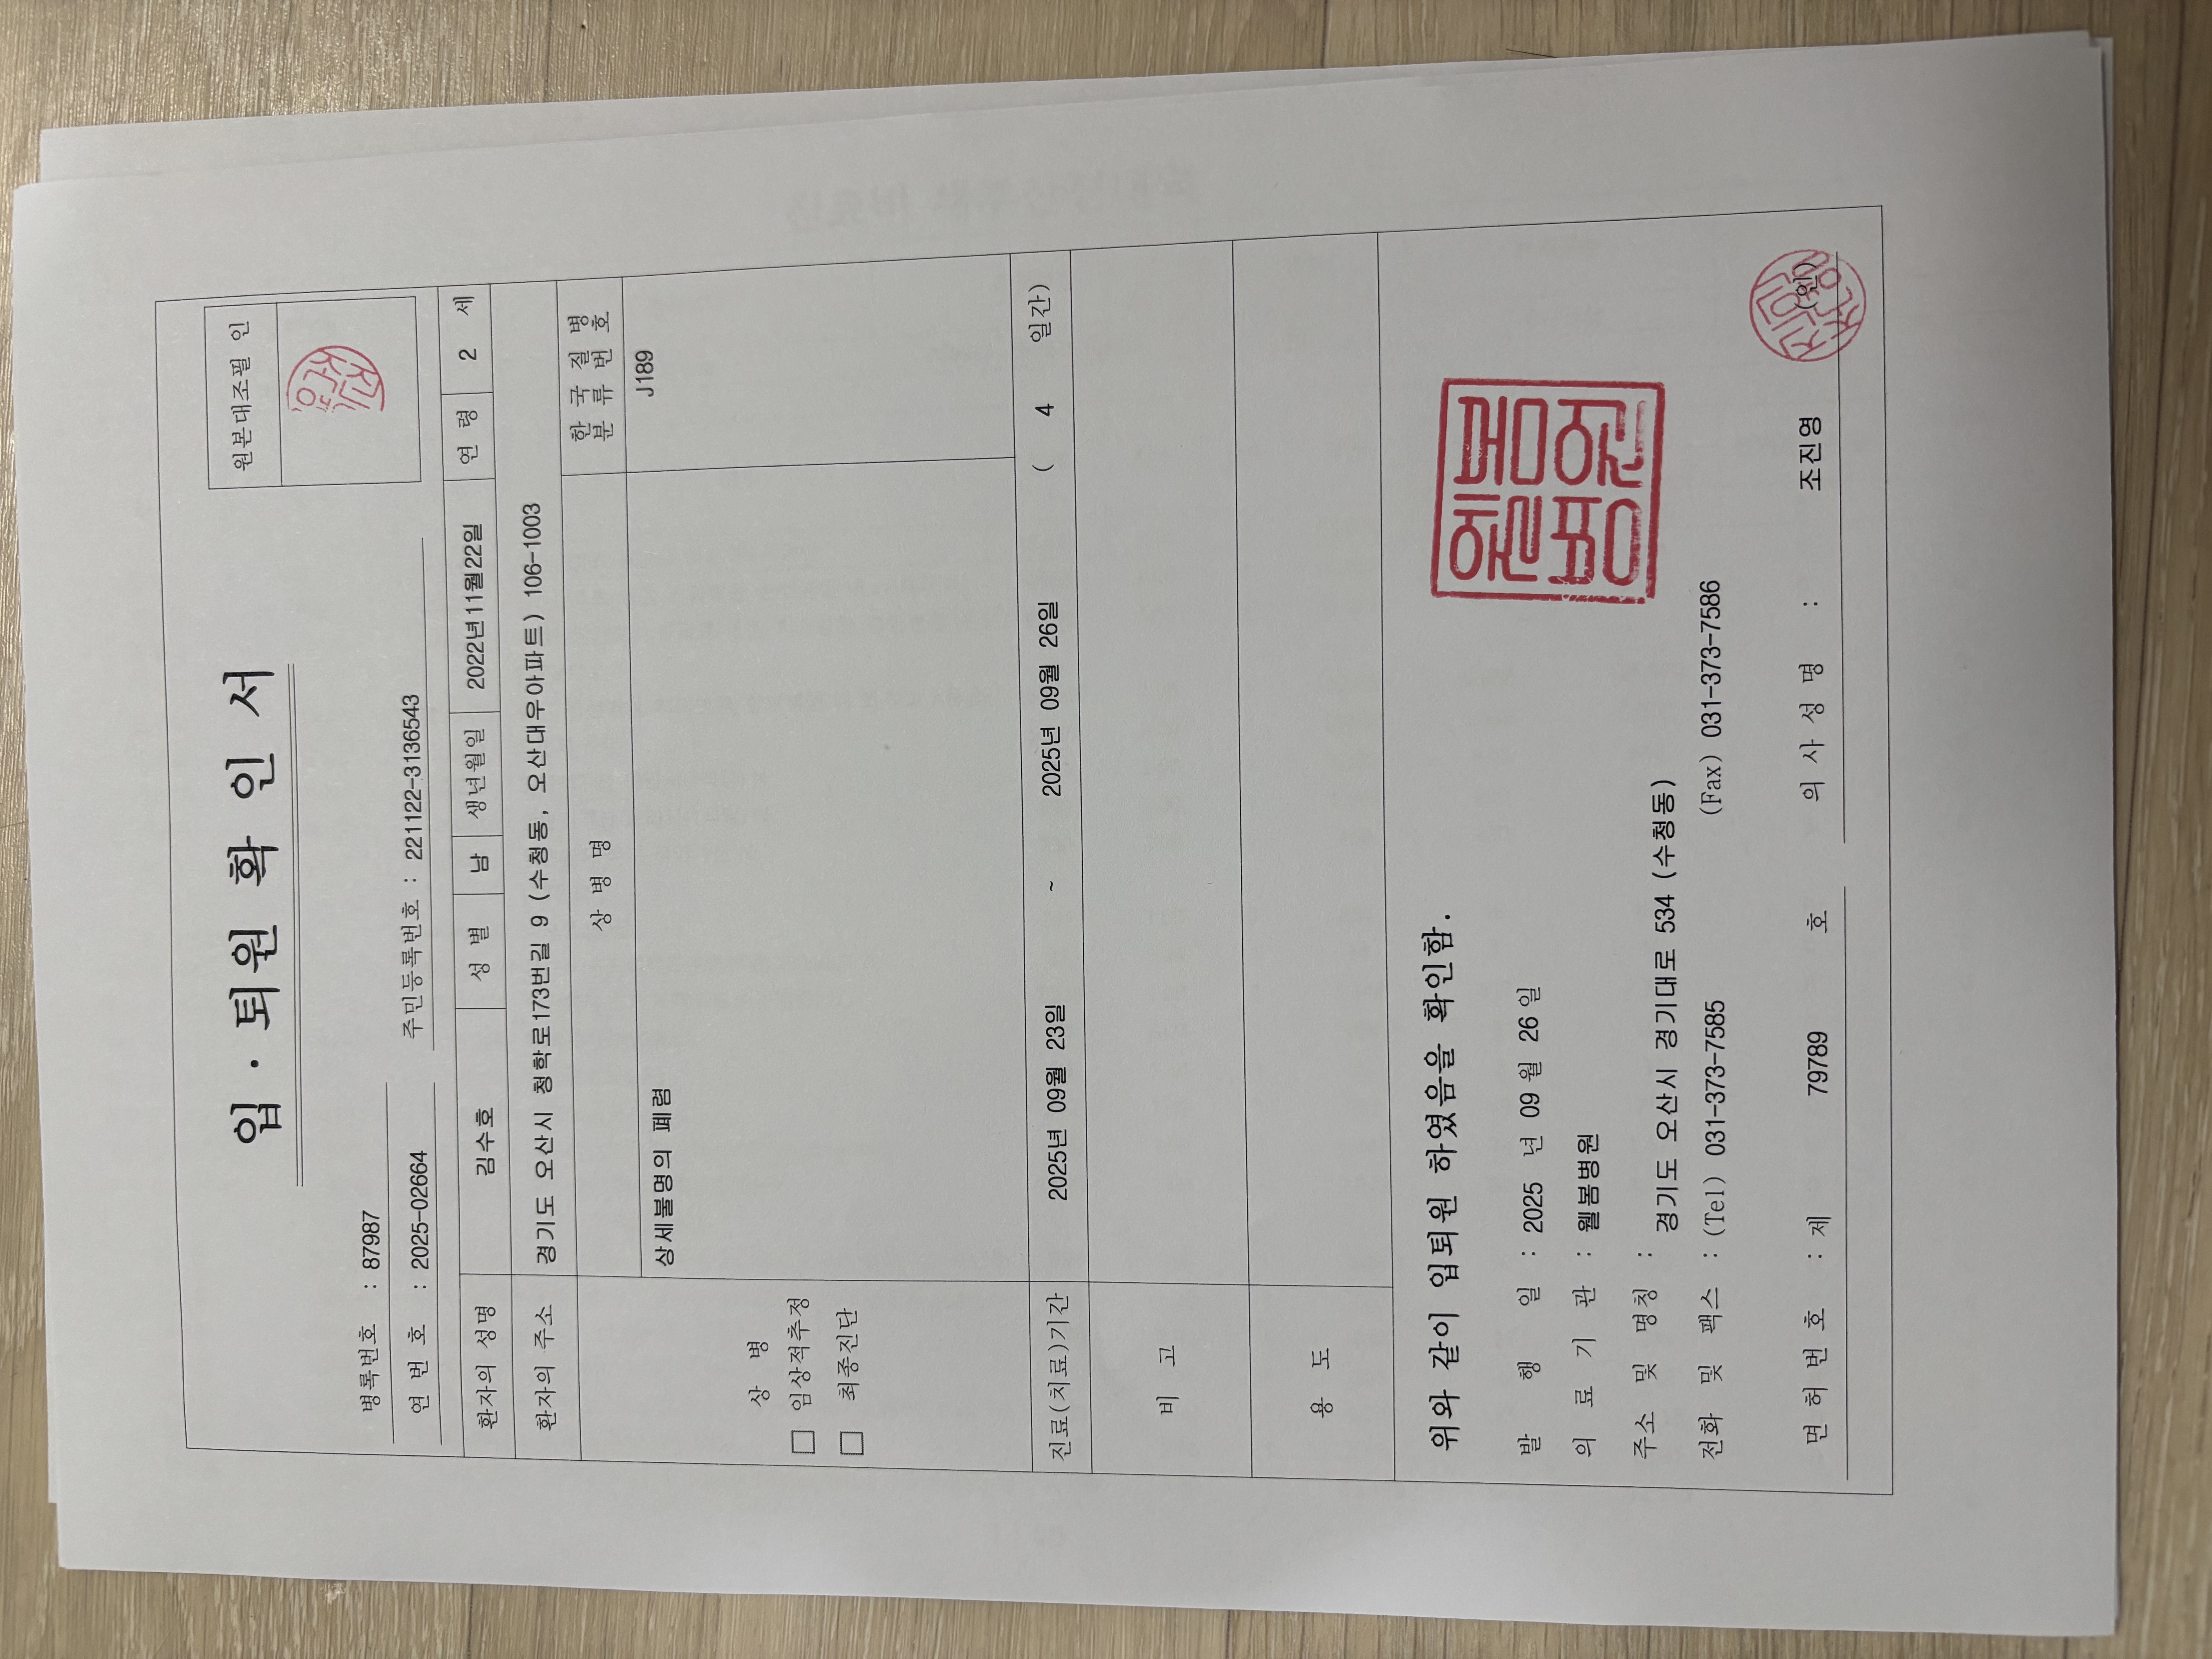 입 · 퇴 원 확 인 서
원본대조필 인
병록번호 : 87987
연 번 호 : 2025-02664
주민등록번호 : 221122-3136543
환자의 성명 김수호 성 별 남 생년월일 2022년11월22일 연 령 2 세
환자의 주소 경기도 오산시 청학로173번길 9 (수청동, 오산대우아파트) 106-1003
상 병
□ 임상적추정
□ 최종진단
상 병 명
한 국 질 병
분 류 번 호
상세불명의 폐렴 J189
진료(치료)기간 2025년 09월 23일 ~ 2025년 09월 26일 ( 4 일간)
비 고
용 도
위와 같이 입퇴원 하였음을 확인함.
발 행 일 : 2025 년 09 월 26 일
의 료 기 관 : 웰봄병원
주소 및 명칭 : 경기도 오산시 경기대로 534 (수청동)
전화 및 팩스 : (Tel) 031-373-7585 (Fax) 031-373-7586
면 허 번 호 : 제 79789 호 의 사 성 명 : 조진영 (인)